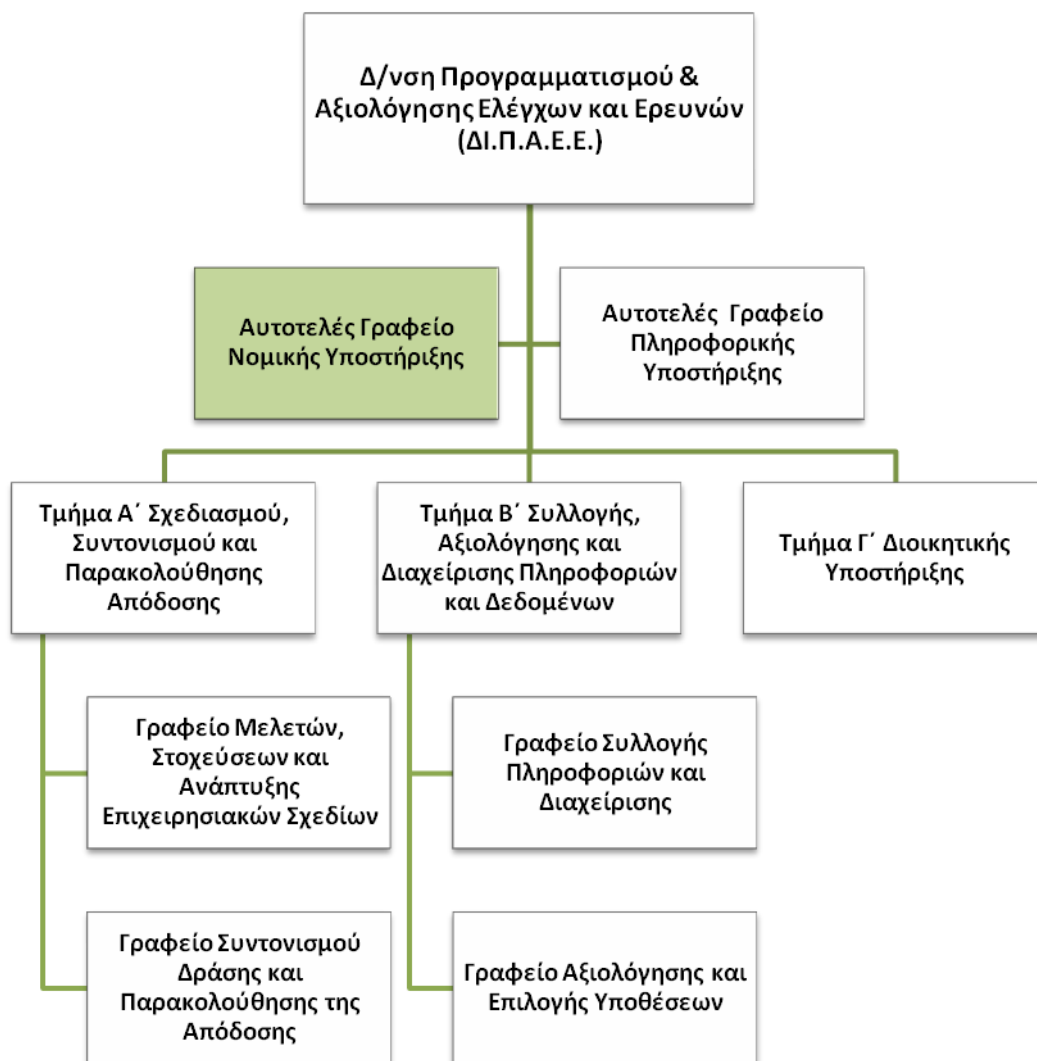 Δ/νση Προγραμματισμού &
Αξιολόγησης Ελέγχων και Ερευνών
(ΔΙ.Π.Α.Ε.Ε.)
Αυτοτελές Γραφείο
Νομικής Υποστήριξης
Αυτοτελές Γραφείο
Πληροφορικής
Υποστήριξης
Τμήμα Α΄ Σχεδιασμού,
Συντονισμού και
Παρακολούθησης
Απόδοσης
Τμήμα Β΄ Συλλογής,
Αξιολόγησης και
Διαχείρισης Πληροφοριών
και Δεδομένων
Τμήμα Γ΄ Διοικητικής
Υποστήριξης
Γραφείο Μελετών,
Στοχεύσεων και
Ανάπτυξης
Επιχειρησιακών Σχεδίων
Γραφείο Συλλογής
Πληροφοριών και
Διαχείρισης
Γραφείο Συντονισμού
Δράσης και
Παρακολούθησης της
Απόδοσης
Γραφείο Αξιολόγησης και
Επιλογής Υποθέσεων